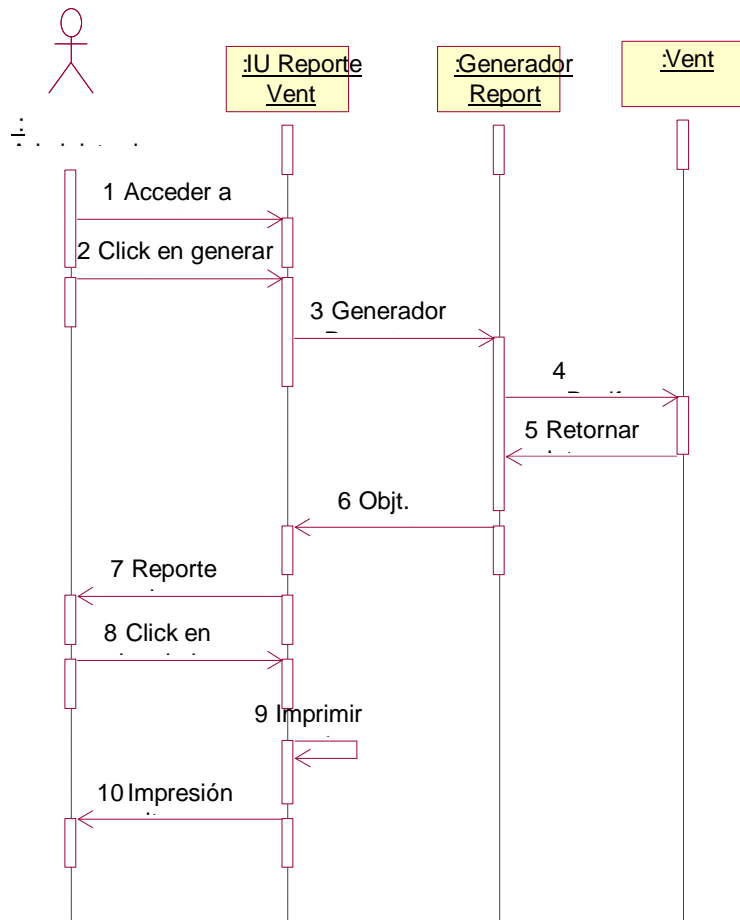 :IU Reporte
Vent
:Generador
Report
:Vent
:
1 Acceder a
2 Click en generar
3 Generador
4
5 Retornar
6 Objt.
7 Reporte
8 Click en
9 Imprimir
10 Impresión